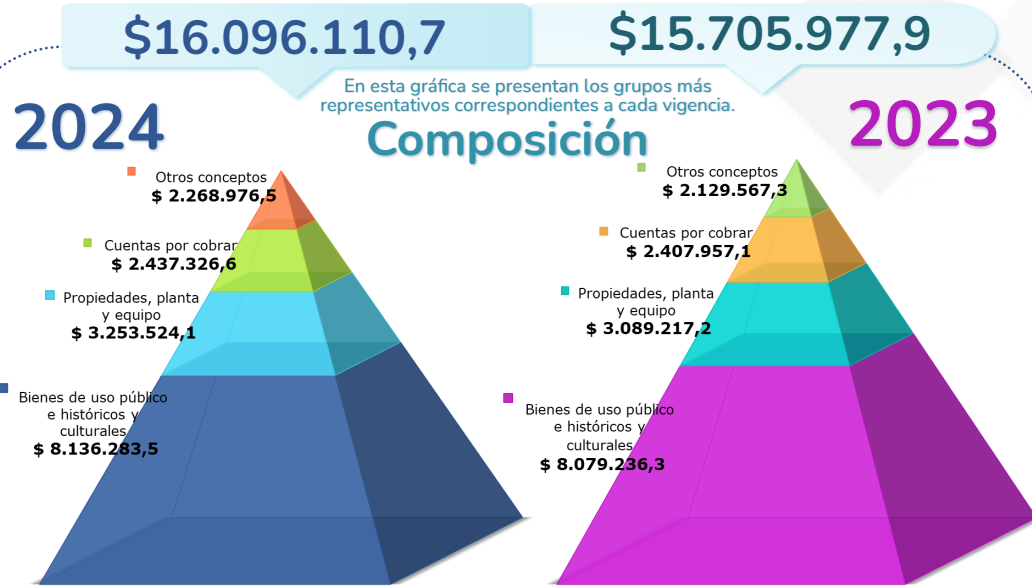 $16.096.110,7
$15.705.977,9
En esta gráfica se presentan los grupos más
representativos correspondientes a cada vigencia.
Composición
2024
Otros conceptos
$ 2.268.976,5
Cuentas por cobrar
$ 2.437.326,6
Propiedades, planta
y equipo
$ 3.253.524,1
Bienes de uso público
e históricos y
culturales
$ 8.136.283,5
2023
Otros conceptos
$ 2.129.567,3
Cuentas por cobrar
$ 2.407.957,1
Propiedades, planta
y equipo
$ 3.089.217,2
Bienes de uso público
e históricos y
culturales
$ 8.079.236,3